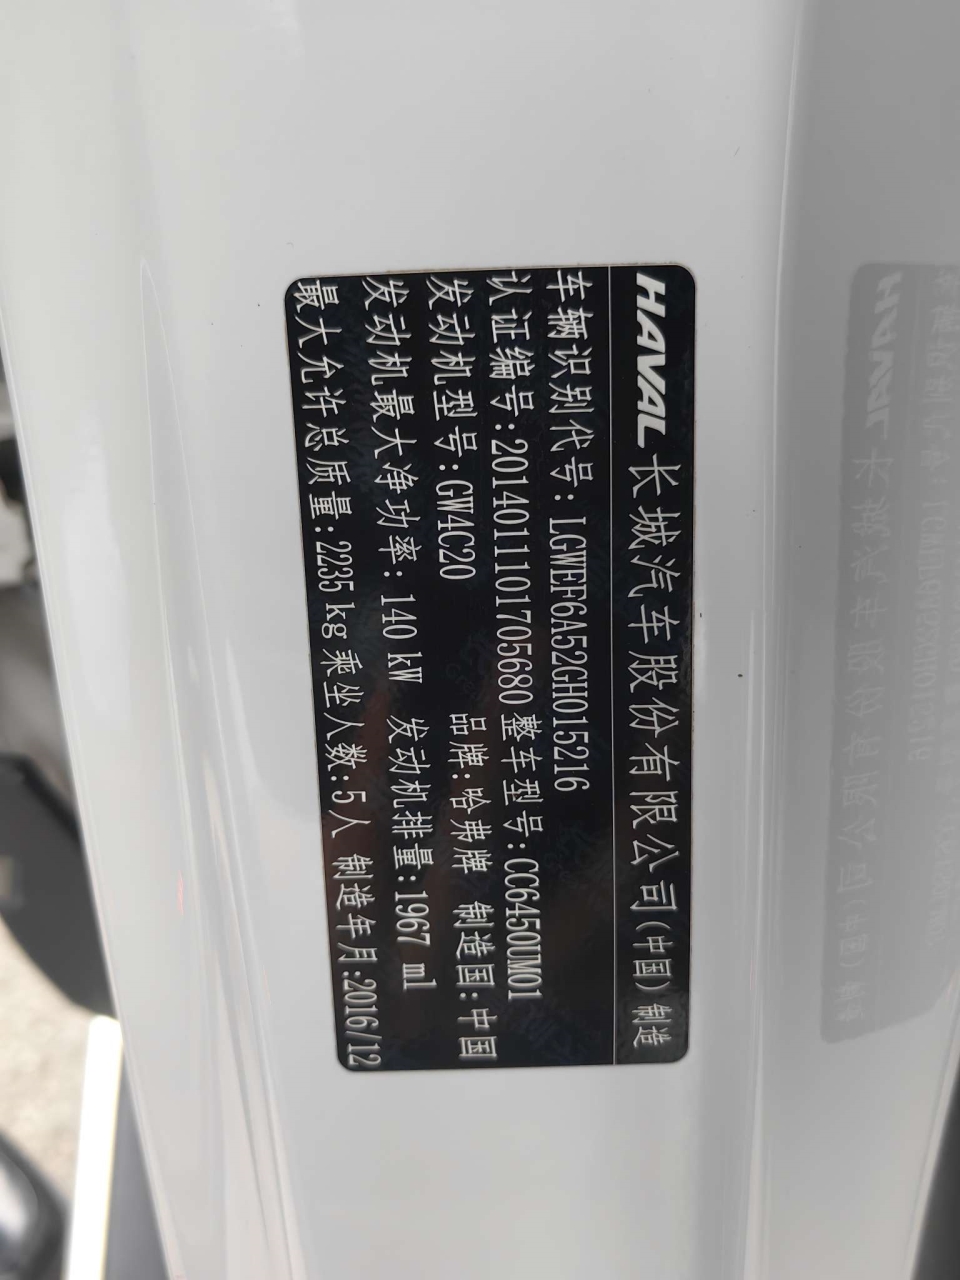 HAVAL 长城汽车股份有限公司(中国) 制造
车辆识别代号: LGWEF6A52GH015216
认证编号:2014011101705680 整车型号:CC6450UM01
发动机型号:GW4C20 品牌:哈弗牌 制造国:中国
发动机最大净功率: 140 kW 发动机排量:1967 ml
最大允许总质量: 2235 kg 乘坐人数:5人 制造年月:2016/12